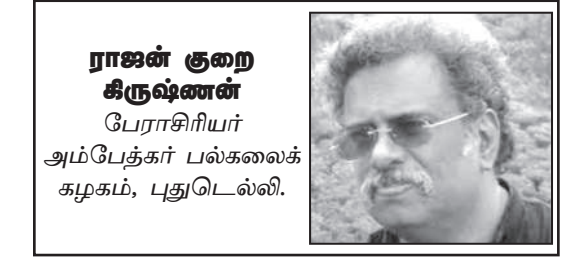 ராஜன் குறை
கிருஷ்ணன்
பேராசிரியர்
அம்பேத்கர் பல்கலைக்
கழகம், புதுடெல்லி.